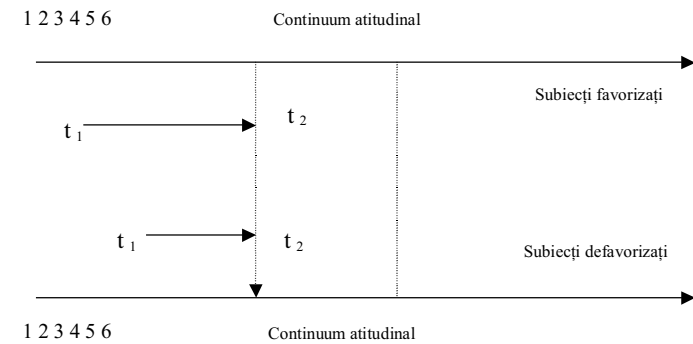 1 2 3 4 5 6 Continuum atitudinal
Subiecți favorizați
t 1 t 2
t 1 t 2
Subiecți defavorizați
1 2 3 4 5 6 Continuum atitudinal